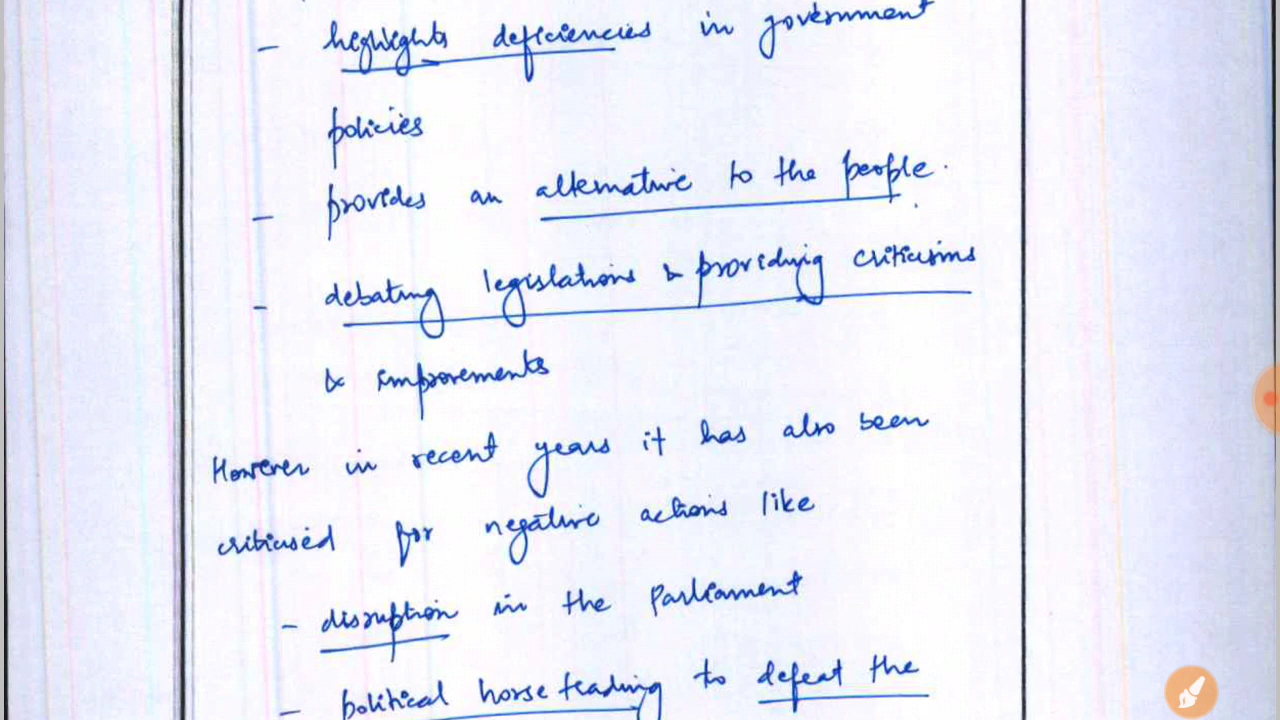 - highlights deficiencies in government
policies
- provides an alternative to the people.
- debating legislations & providing criticisms
& improvements
However in recent years it has also been
criticised for negative actions like
- disruption in the Parliament
- political horse trading to defeat the